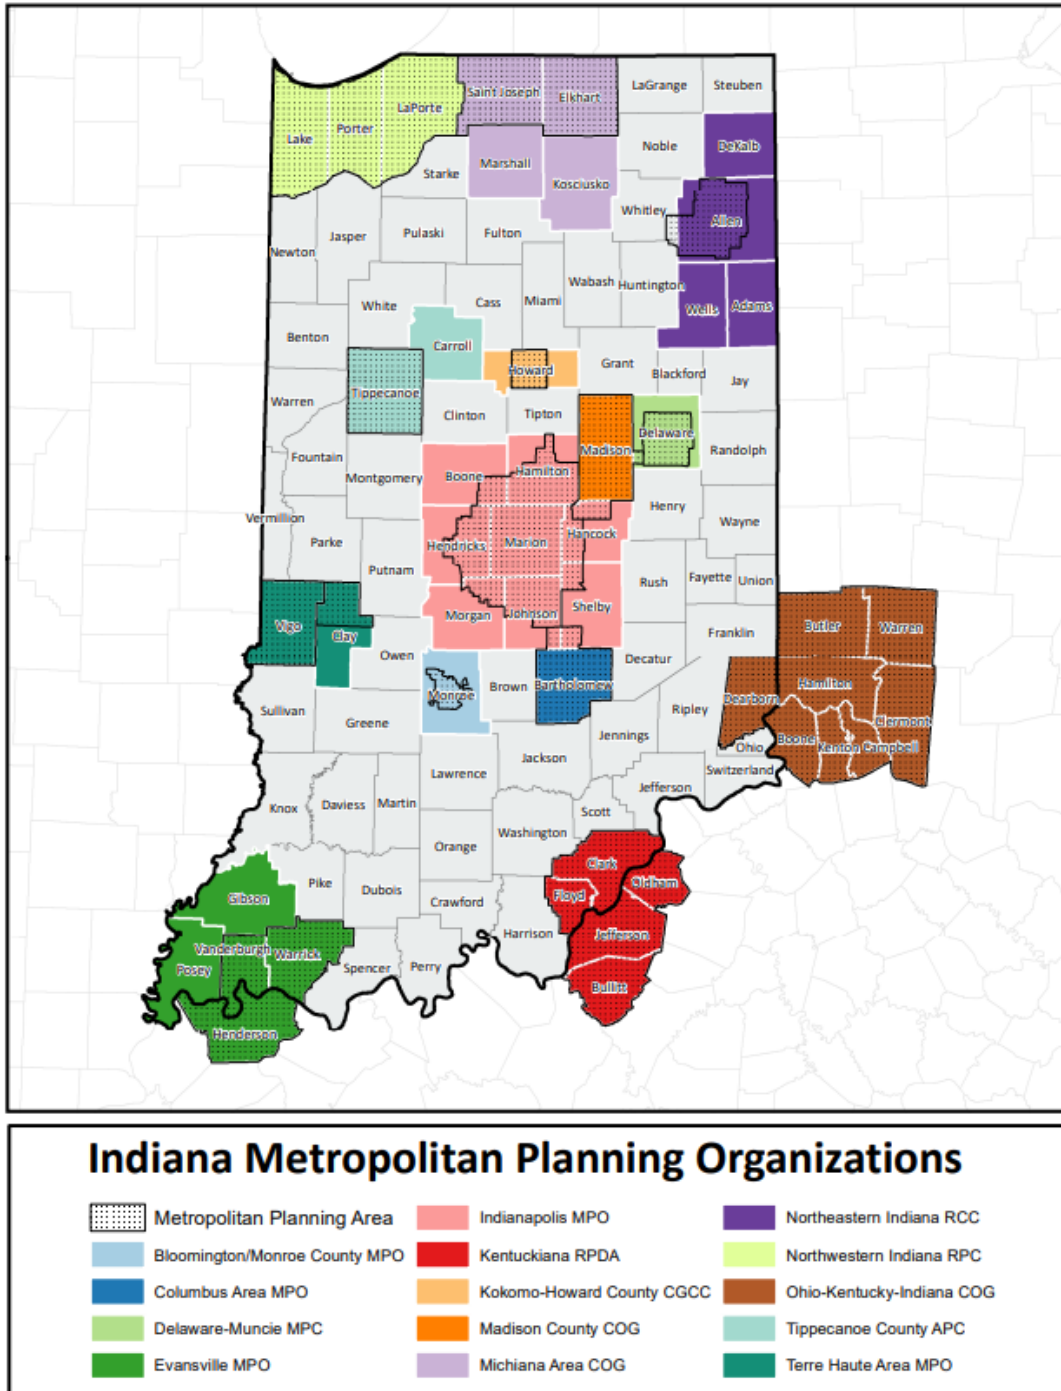 Saint Joseph
Elkhart
LaGrange
Steuben
LaPorte
Porter
Lake
Noble
DeKalb
Marshall
Starke
Kosciusko
Whitley
Allen
Pulaski
Fulton
Jasper
Newton
Wabash
Huntington
Miami
Cass
White
Wells
Adams
Benton
Carroll
Howard
Grant
Blackford
Jay
Tippecanoe
Warren
Clinton
Tipton
Delaware
Madison
Randolph
Fountain
Hamilton
Boone
Montgomery
Henry
Vermillion
Wayne
Hancock
Marion
Hendricks
Parke
Putnam
Rush
Fayette
Union
Shelby
Morgan
Johnson
Vigo
Clay
Butler
Warren
Franklin
Owen
Decatur
Hamilton
Bartholomew
Brown
Monroe
Dearborn
Sullivan
Greene
Ripley
Clermont
Jennings
Boone
Kenton
Campbell
Ohio
Jackson
Lawrence
Switzerland
Jefferson
Knox
Daviess
Martin
Scott
Washington
Orange
Clark
Oldham
Pike
Dubois
Gibson
Floyd
Crawford
Harrison
Jefferson
Vanderburgh
Warrick
Posey
Spencer
Perry
Bullitt
Henderson
Indiana Metropolitan Planning Organizations
Metropolitan Planning Area
Bloomington/Monroe County MPO
Columbus Area MPO
Delaware-Muncie MPC
Evansville MPO
Indianapolis MPO
Kentuckiana RPDA
Kokomo-Howard County CGCC
Madison County COG
Michiana Area COG
Northeastern Indiana RCC
Northwestern Indiana RPC
Ohio-Kentucky-Indiana COG
Tippecanoe County APC
Terre Haute Area MPO